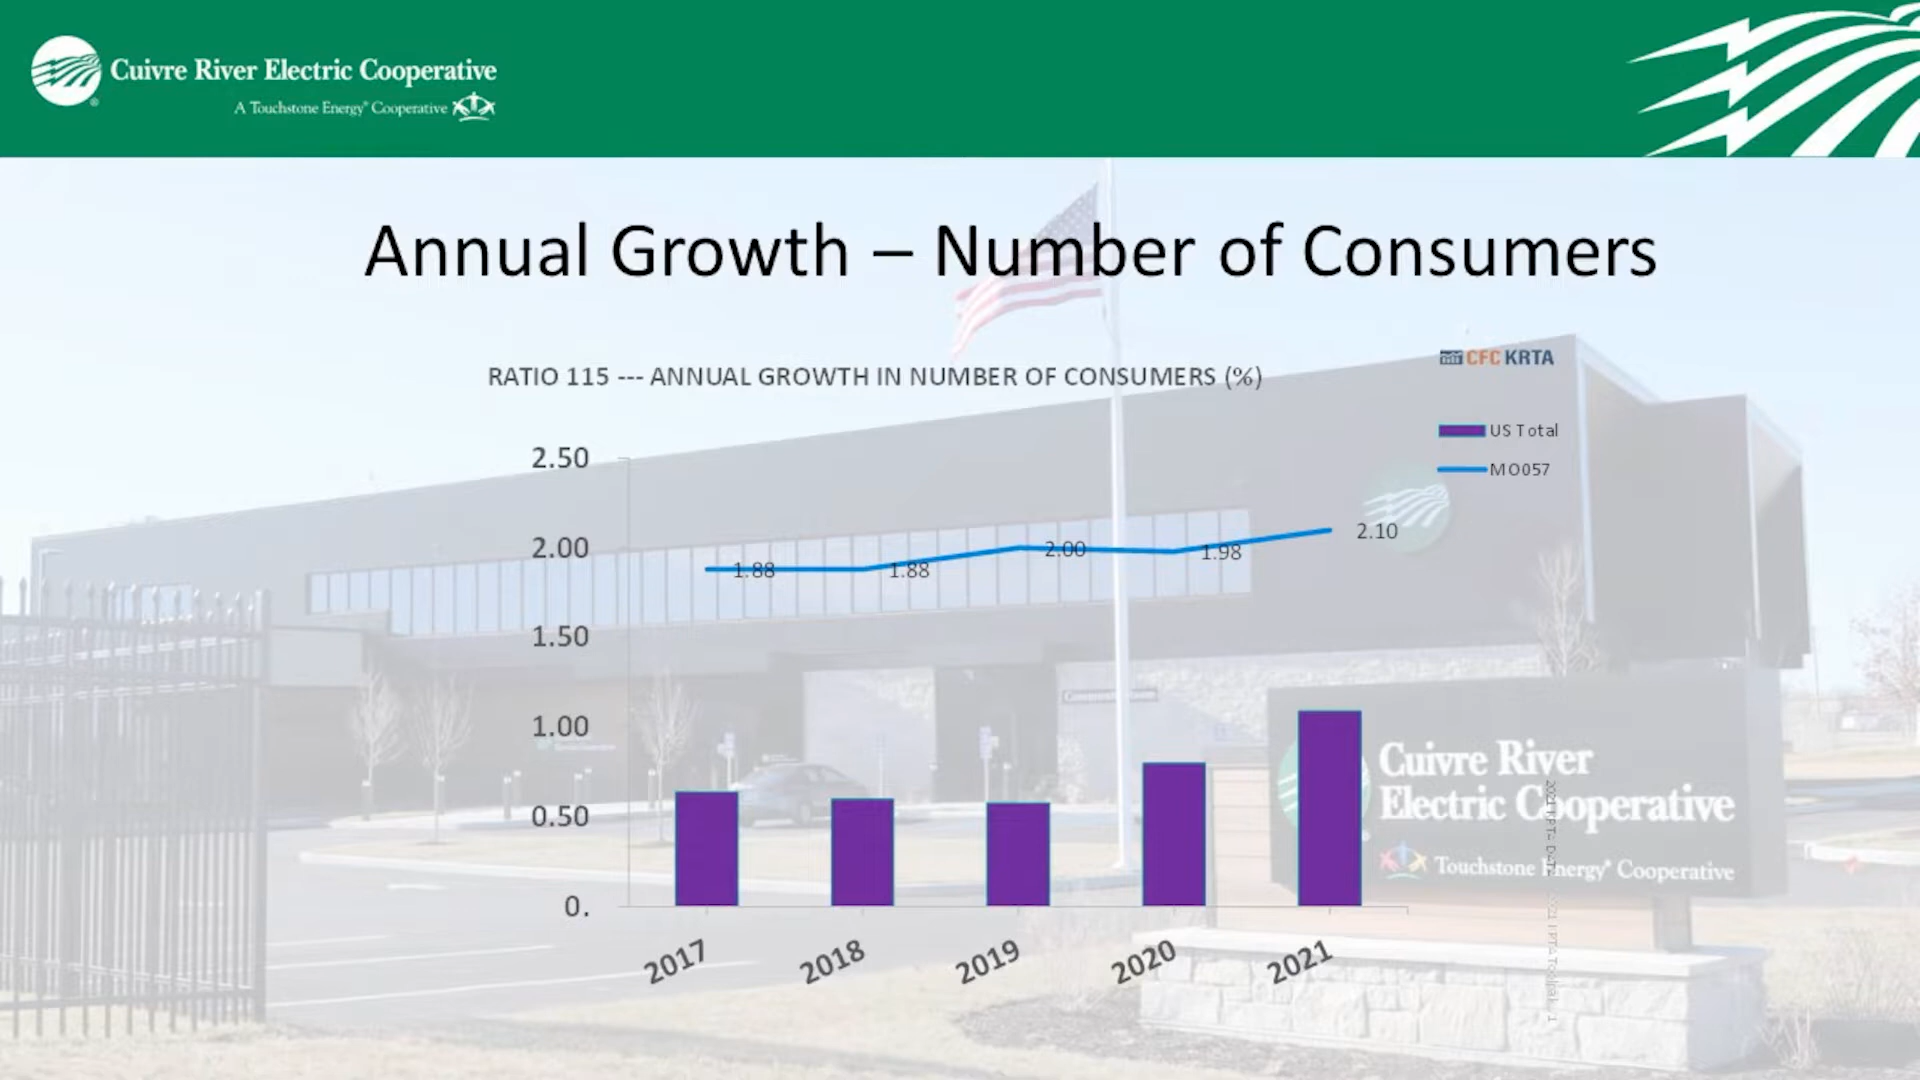 Cuivre River Electric Cooperative
A Touchstone Energy® Cooperative
Annual Growth – Number of Consumers
RATIO 115 --- ANNUAL GROWTH IN NUMBER OF CONSUMERS (%)
CFC KRTA
US Total
MO057
2.50
2.00
1.50
1.00
0.50
0.
1.88
1.88
2.00
1.98
2.10
2017
2018
2019
2020
2021
Cuivre River
Electric Cooperative
Touchstone Energy® Cooperative